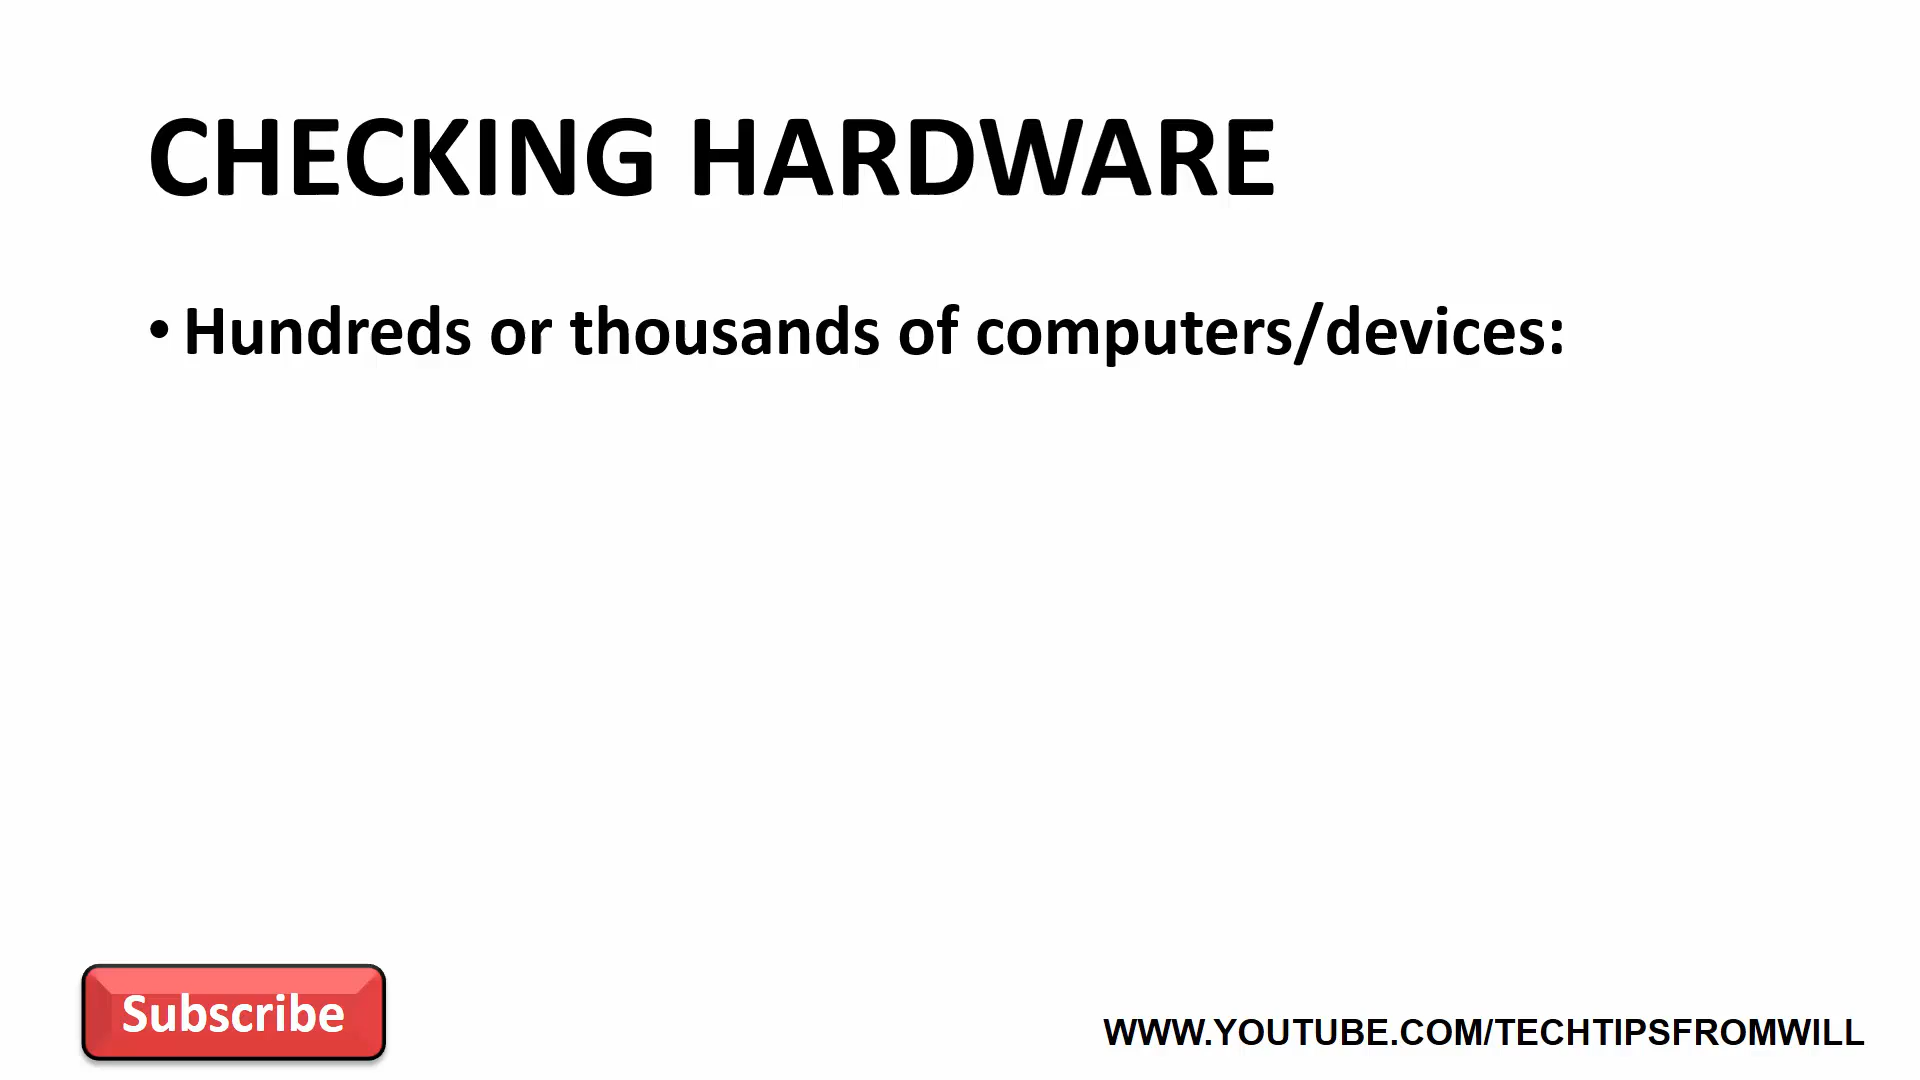 CHECKING HARDWARE
• Hundreds or thousands of computers/devices:
Subscribe
WWW.YOUTUBE.COM/TECHTIPSFROMWILL